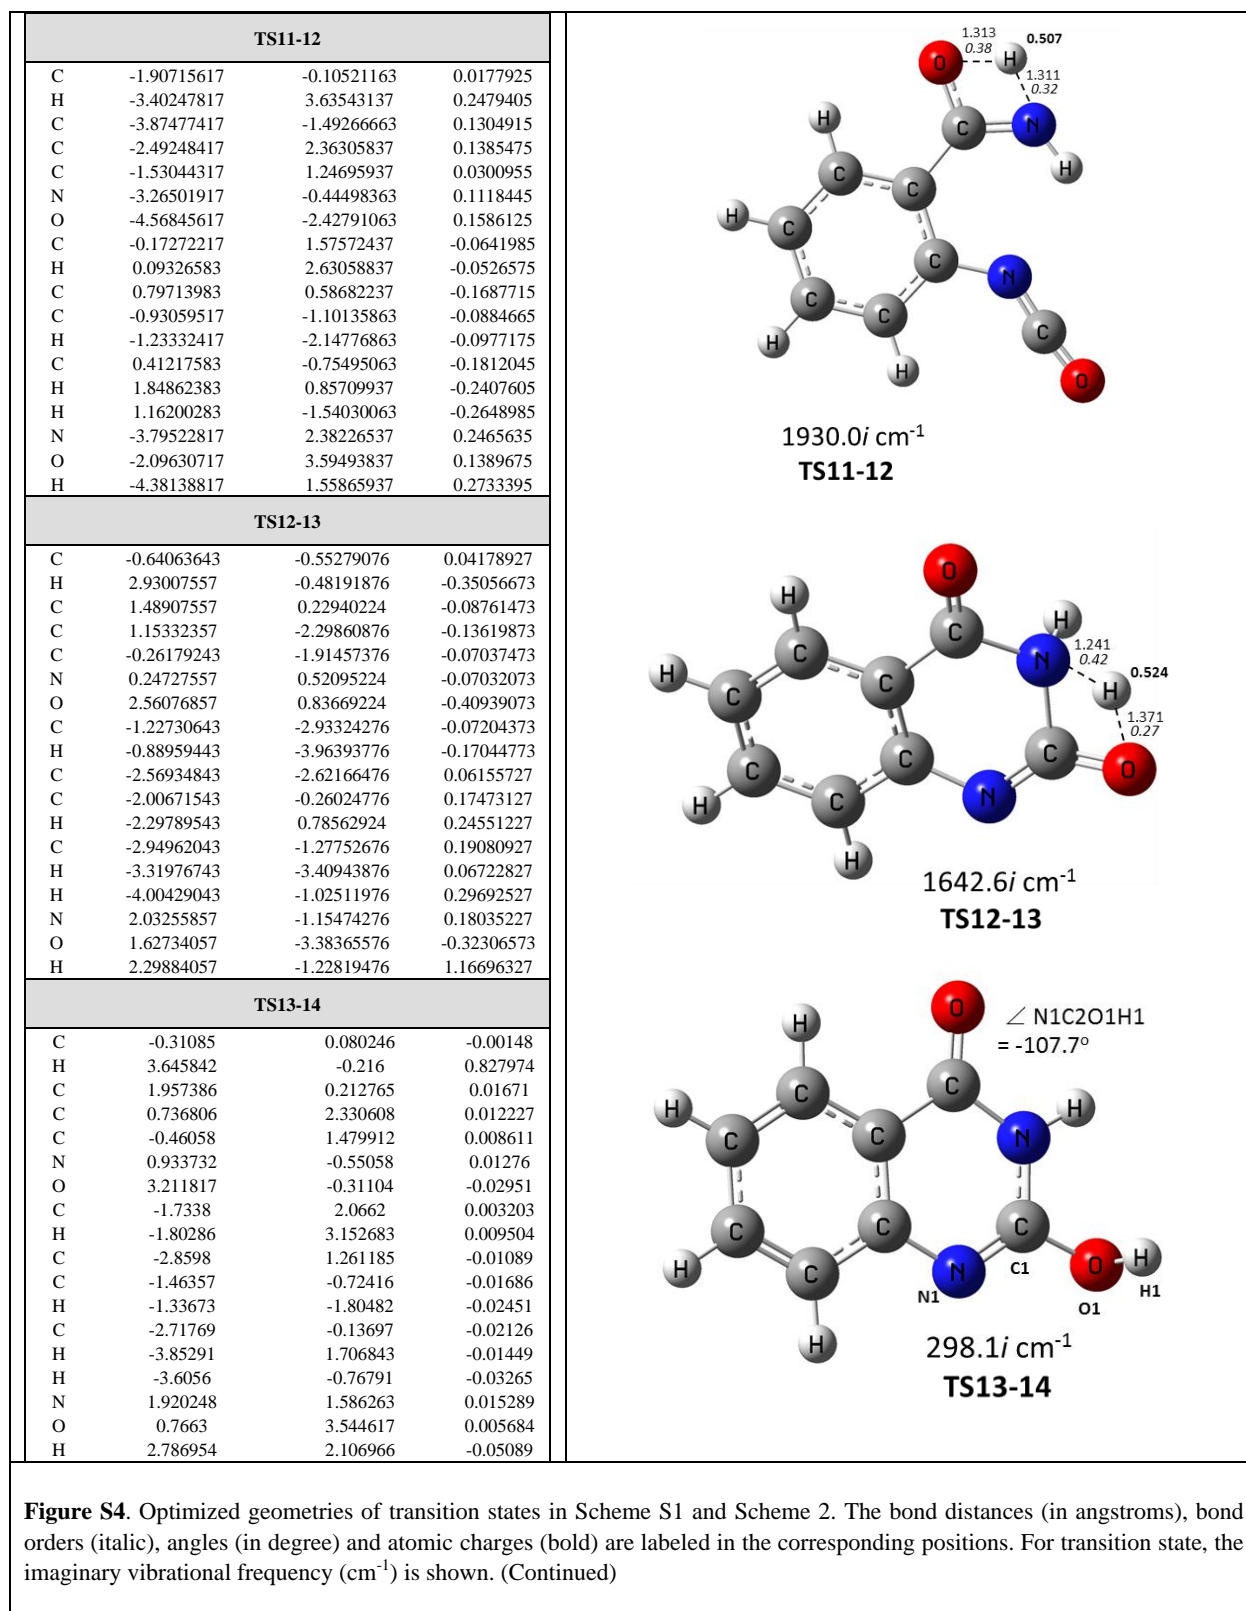 TS11-12
C -1.90715617 -0.10521163 0.0177925
H -3.40247817 3.63543137 0.2479405
C -3.87477417 -1.49266663 0.1304915
C -2.49248417 2.36305837 0.1385475
C -1.53044317 1.24695937 0.0300955
N -3.26501917 -0.44498363 0.1118445
O -4.56845617 -2.42791063 0.1586125
C -0.17272217 1.57572437 -0.0641985
H 0.09326583 2.63058837 -0.0526575
C 0.79713983 0.58682237 -0.1687715
C -0.93059517 -1.10135863 -0.0884665
H -1.23332417 -2.14776863 -0.0977175
C 0.41217583 -0.75495063 -0.1812045
H 1.84862383 0.85709937 -0.2407605
H 1.16200283 -1.54030063 -0.2648985
N -3.79522817 2.38226537 0.2465635
O -2.09630717 3.59493837 0.1389675
H -4.38138817 1.55865937 0.2733395
1.313
0.38
0.507
1.311
0.32
O
H
H
C
N
H
C
C
H
C
C
N
C
C
H
H
C
O
1930.0i cm-1
TS11-12
TS12-13
C -0.64063643 -0.55279076 0.04178927
H 2.93007557 -0.48191876 -0.35056673
C 1.48907557 0.22940224 -0.08761473
C 1.15332357 -2.29860876 -0.13619873
C -0.26179243 -1.91457376 -0.07037473
N 0.24727557 0.52095224 -0.07032073
O 2.56076857 0.83669224 -0.40939073
C -1.22730643 -2.93324276 -0.07204373
H -0.88959443 -3.96393776 -0.17044773
C -2.56934843 -2.62166476 0.06155727
C -2.00671543 -0.26024776 0.17473127
H -2.29789543 0.78562924 0.24551227
C -2.94962043 -1.27752676 0.19080927
H -3.31976743 -3.40943876 0.06722827
H -4.00429043 -1.02511976 0.29692527
N 2.03255857 -1.15474276 0.18035227
O 1.62734057 -3.38365576 -0.32306573
H 2.29884057 -1.22819476 1.16696327
O
H
H
C
C
1.241
0.42
N
0.524
H
H
C
C
1.371
0.27
C
C
C
O
H
C
N
H
1642.6i cm-1
TS12-13
TS13-14
C -0.31085 0.080246 -0.00148
H 3.645842 -0.216 0.827974
C 1.957386 0.212765 0.01671
C 0.736806 2.330608 0.012227
C -0.46058 1.479912 0.008611
N 0.933732 -0.55058 0.01276
O 3.211817 -0.31104 -0.02951
C -1.7338 2.0662 0.003203
H -1.80286 3.152683 0.009504
C -2.8598 1.261185 -0.01089
C -1.46357 -0.72416 -0.01686
H -1.33673 -1.80482 -0.02451
C -2.71769 -0.13697 -0.02126
H -3.85291 1.706843 -0.01449
H -3.6056 -0.76791 -0.03265
N 1.920248 1.586263 0.015289
O 0.7663 3.544617 0.005684
H 2.786954 2.106966 -0.05089
∠ N1C2O1H1
= -107.7o
O
H
C
C
H
H
C
C
N
C
C
C
H
C
N
O
H
C1
N1
O1
H1
H
298.1i cm-1
TS13-14
Figure S4. Optimized geometries of transition states in Scheme S1 and Scheme 2. The bond distances (in angstroms), bond
orders (italic), angles (in degree) and atomic charges (bold) are labeled in the corresponding positions. For transition state, the
imaginary vibrational frequency (cm-1) is shown. (Continued)